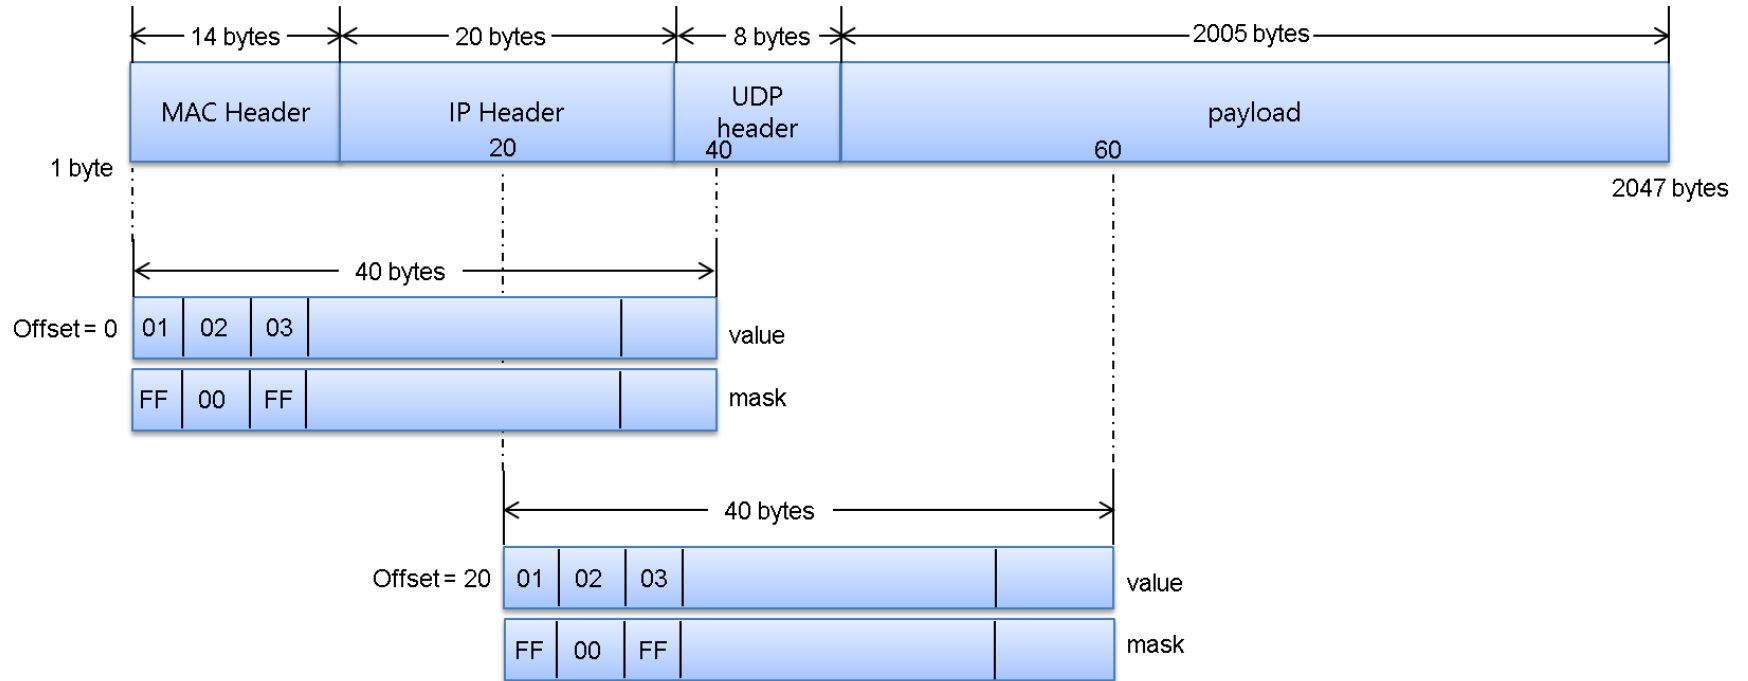 14 bytes
20 bytes
8 bytes
2005 bytes
MAC Header
IP Header
UDP
header
payload
20
40
60
1 byte
2047 bytes
40 bytes
Offset = 0
01
02
03
value
FF
00
FF
mask
40 bytes
Offset = 20
01
02
03
value
FF
00
FF
mask